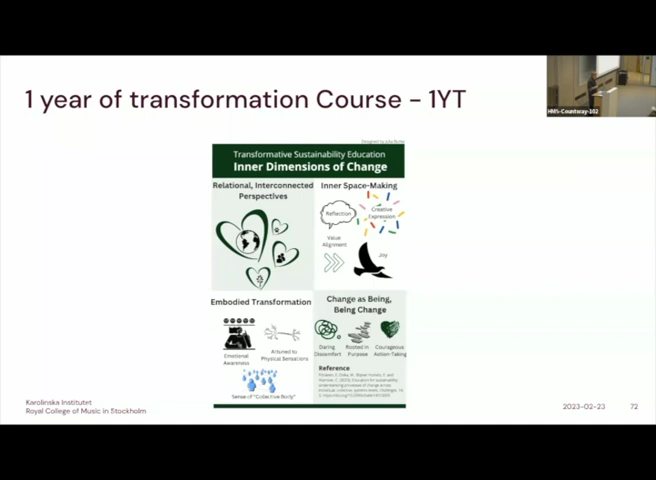 1 year of transformation Course – 1YT
HMS-Countway-102
Transformative Sustainability Education
Inner Dimensions of Change
Relational, Interconnected
Perspectives
Inner Space-Making
Reflection
Creative
Expression
Value
Alignment
Joy
Embodied Transformation
Emotional
Awareness
Attuned to
Physical Sensations
Sense of "Collective Body"
Change as Being,
Being Change
Daring
Discomfort
Rooted in
Purpose
Courageous
Action-Taking
Reference
Karolinska Institutet
Royal College of Music in Stockholm
2023-02-23
72